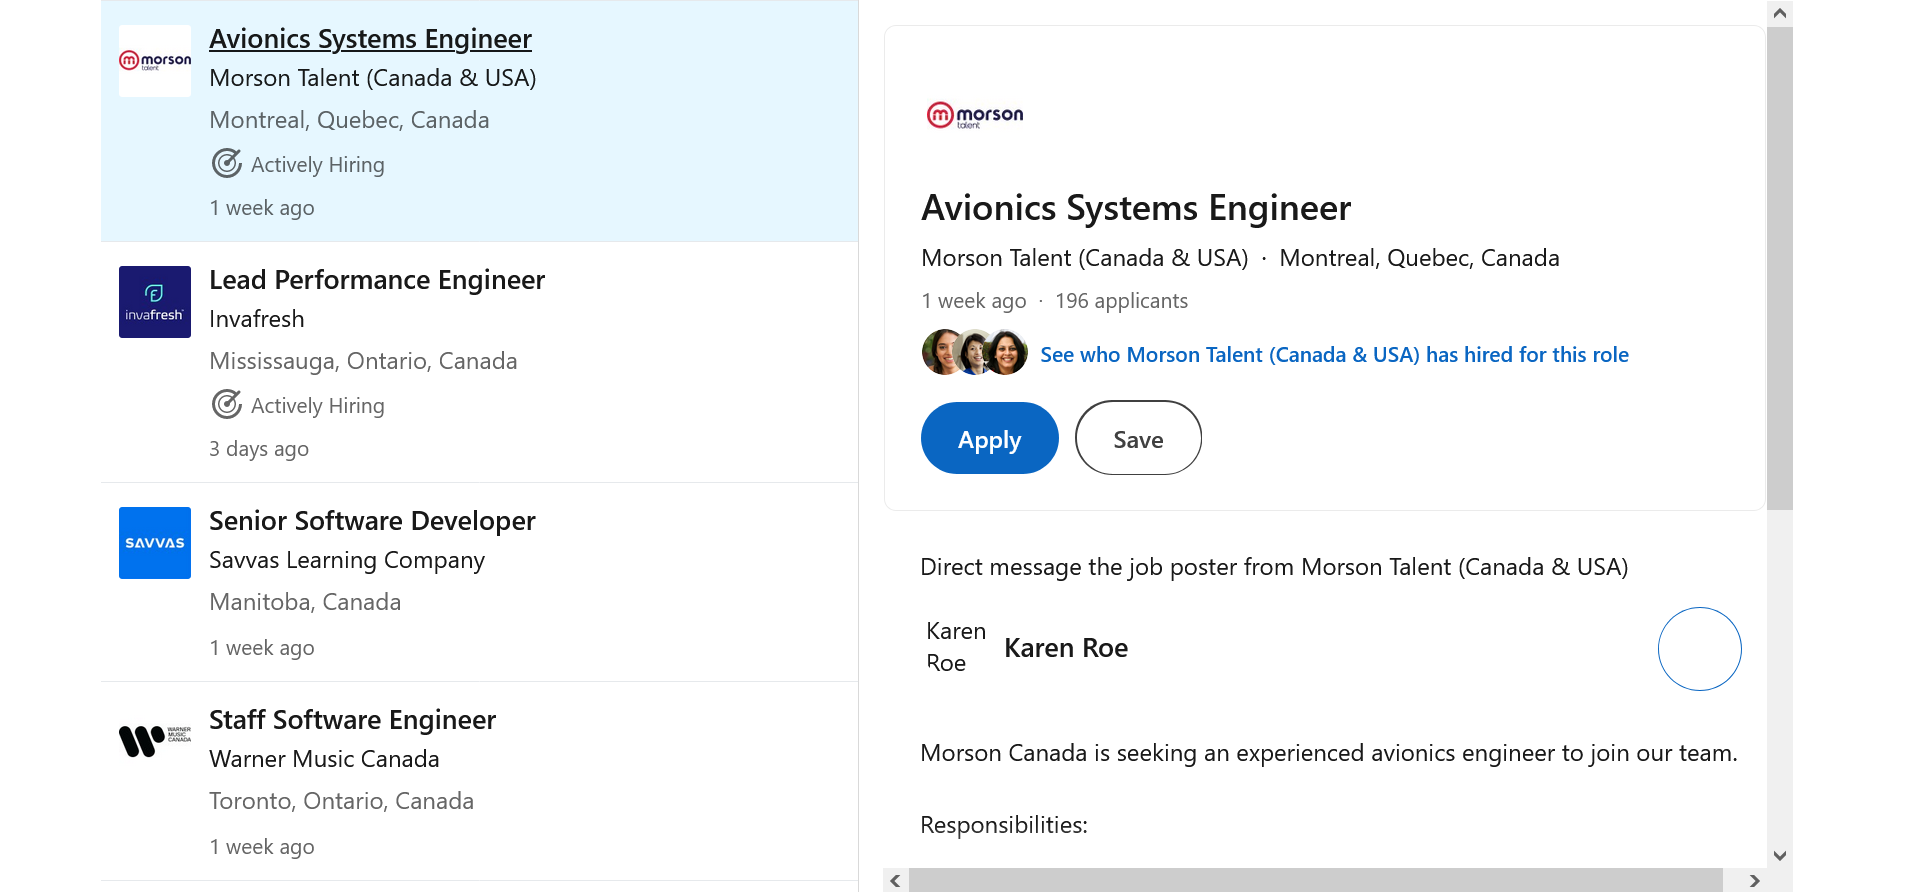 morson
talent
Avionics Systems Engineer
Morson Talent (Canada & USA)
Montreal, Quebec, Canada
Actively Hiring
1 week ago
invafresh
Lead Performance Engineer
Invafresh
Mississauga, Ontario, Canada
Actively Hiring
3 days ago
SAVVAS
Senior Software Developer
Savvas Learning Company
Manitoba, Canada
1 week ago
WARNER
MUSIC
CANADA
Staff Software Engineer
Warner Music Canada
Toronto, Ontario, Canada
1 week ago
morson
talent
Avionics Systems Engineer
Morson Talent (Canada & USA) · Montreal, Quebec, Canada
1 week ago · 196 applicants
See who Morson Talent (Canada & USA) has hired for this role
Apply Save
Direct message the job poster from Morson Talent (Canada & USA)
Karen
Roe
Karen Roe
Morson Canada is seeking an experienced avionics engineer to join our team.
Responsibilities: